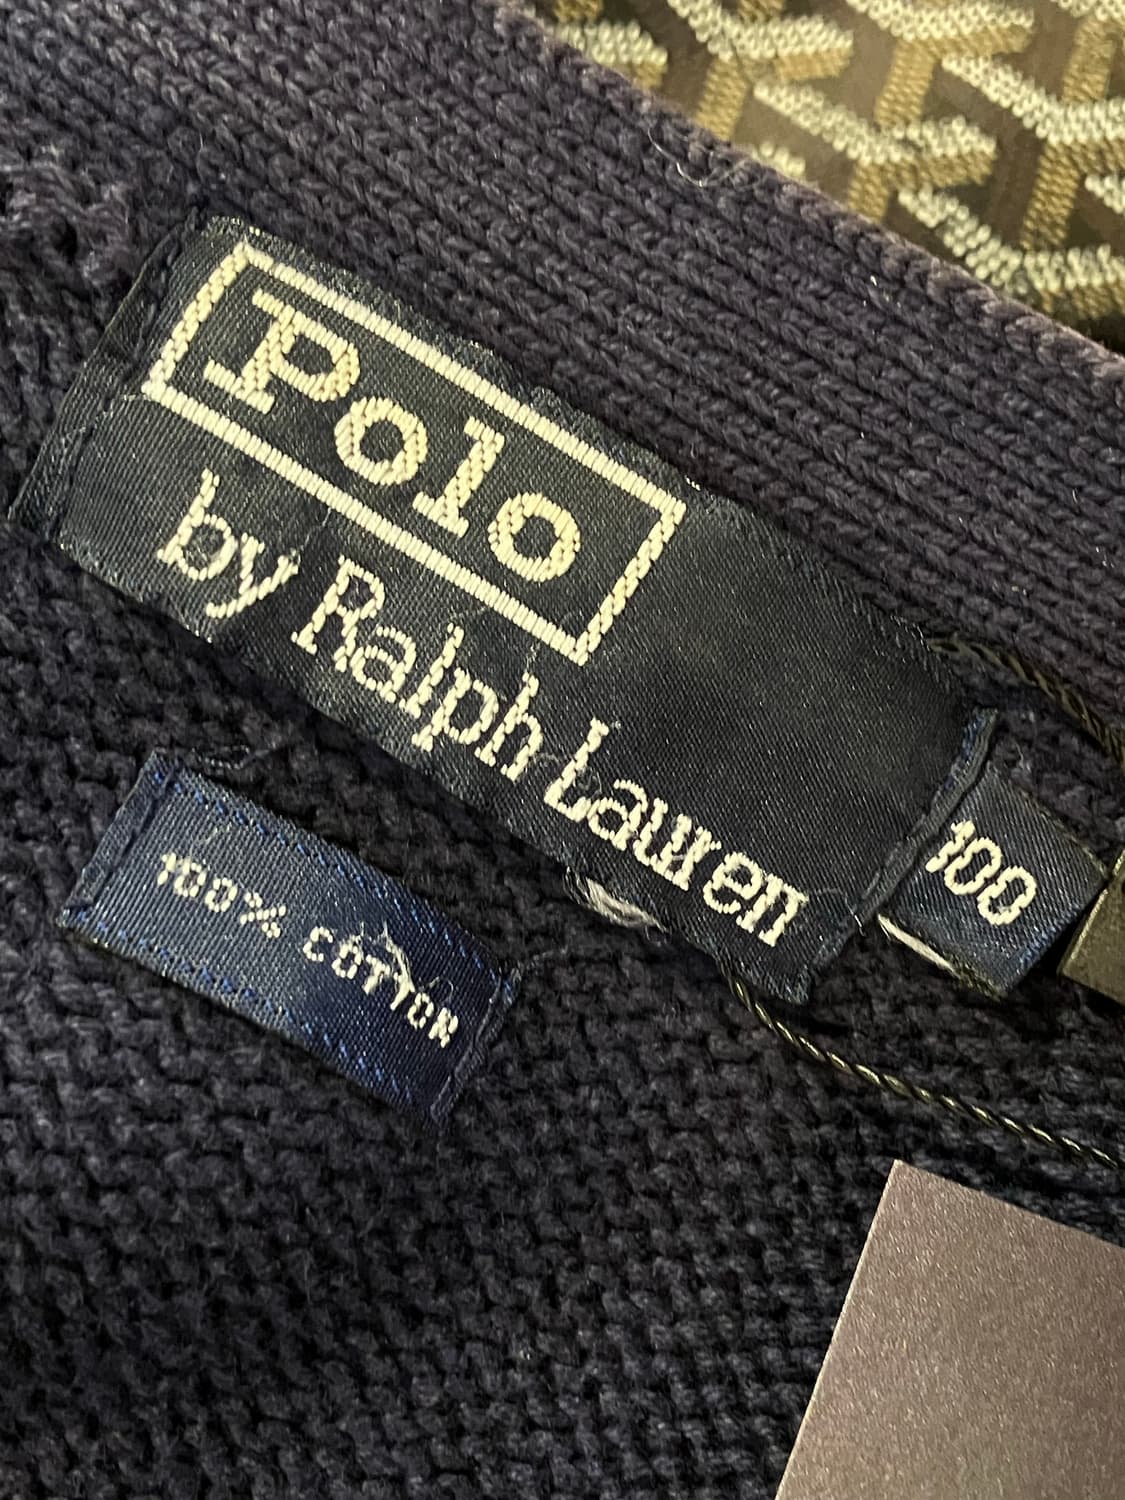 Polo
by Ralph Lauren
100
100% COTTON